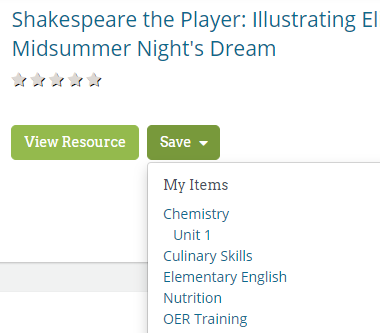 Shakespeare the Player: Illustrating El
Midsummer Night's Dream
View Resource
Save
My Items
Chemistry
Unit 1
Culinary Skills
Elementary English
Nutrition
OER Training